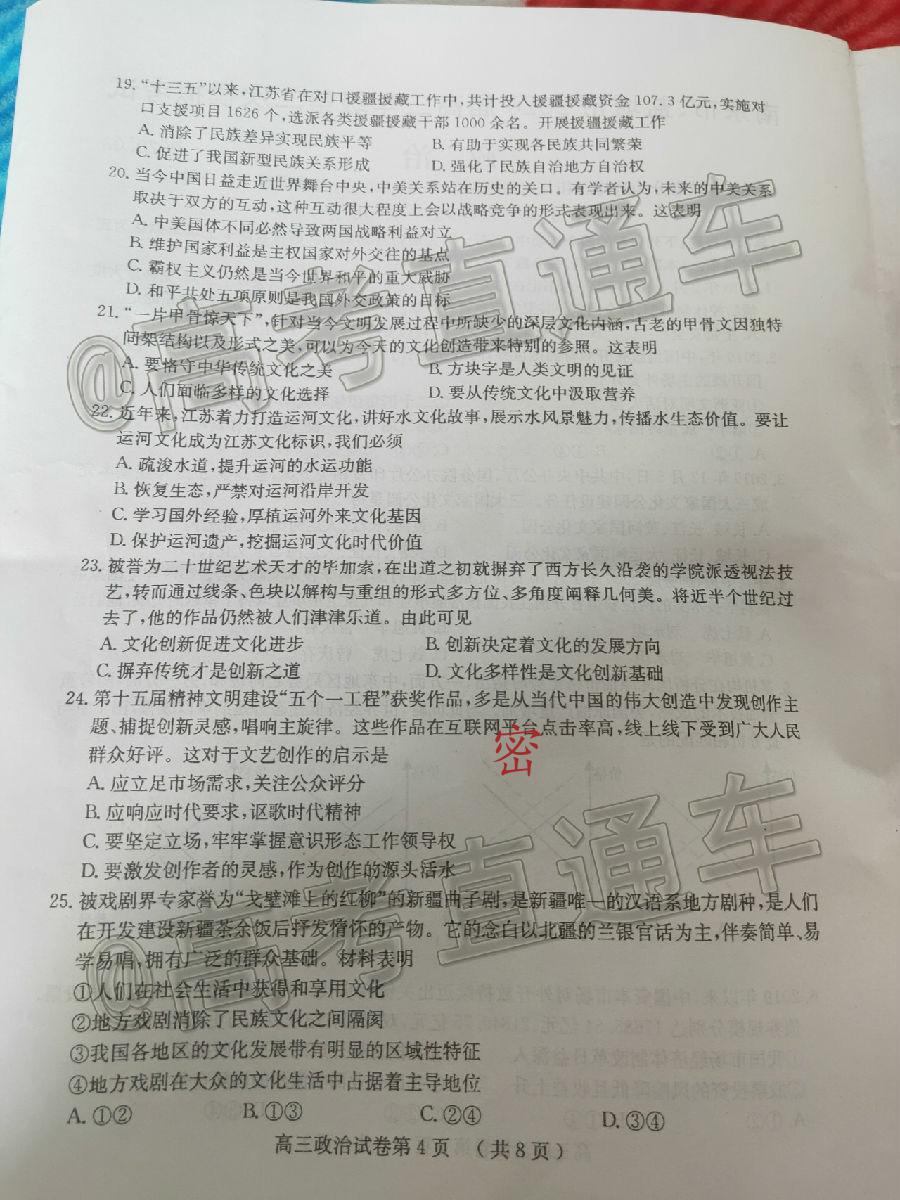 19. “十三五”以来，江苏省在对口援疆援藏工作中，共计投入援疆援藏资金 107.3 亿元，实施对
口支援项目 1626 个，选派各类援疆援藏干部 1000 余名。开展援疆援藏工作
A. 消除了民族差异实现民族平等 B. 有助于实现各民族共同繁荣
C. 促进了我国新型民族关系形成 D. 强化了民族自治地方自治权
20. 当今中国日益走近世界舞台中央，中美关系站在历史的关口。有学者认为，未来的中美关系
取决于双方的互动，这种互动很大程度上会以战略竞争的形式表现出来。这表明
A. 中美国体不同必然导致两国战略利益对立
B. 维护国家利益是主权国家对外交往的基点
C. 霸权主义仍然是当今世界和平的重大威胁
D. 和平共处五项原则是我国外交政策的目标
21. “一片甲骨惊天下”，针对当今文明发展过程中所缺少的深层文化内涵，古老的甲骨文因独特
间架结构以及形式之美，可以为今天的文化创造带来特别的参照。这表明
A. 要恪守中华传统文化之美 B. 方块字是人类文明的见证
C. 人们面临多样的文化选择 D. 要从传统文化中汲取营养
22. 近年来，江苏着力打造运河文化，讲好水文化故事，展示水风景魅力，传播水生态价值。要让
运河文化成为江苏文化标识，我们必须
A. 疏浚水道，提升运河的水运功能
B. 恢复生态，严禁对运河沿岸开发
C. 学习国外经验，厚植运河外来文化基因
D. 保护运河遗产，挖掘运河文化时代价值
23. 被誉为二十世纪艺术天才的毕加索，在出道之初就摒弃了西方长久沿袭的学院派透视法技
艺，转而通过线条、色块以解构与重组的形式多方位、多角度阐释几何美。将近半个世纪过
去了，他的作品仍然被人们津津乐道。由此可见
A. 文化创新促进文化进步 B. 创新决定着文化的发展方向
C. 摒弃传统才是创新之道 D. 文化多样性是文化创新基础
24. 第十五届精神文明建设“五个一工程”获奖作品，多是从当代中国的伟大创造中发现创作主
题、捕捉创新灵感，唱响主旋律。这些作品在互联网平台点击率高，线上线下受到广大人民
群众好评。这对于文艺创作的启示是
A. 应立足市场需求，关注公众评分
B. 应响应时代要求，讴歌时代精神
C. 要坚定立场，牢牢掌握意识形态工作领导权
D. 要激发创作者的灵感，作为创作的源头活水
25. 被戏剧界专家誉为“戈壁滩上的红柳”的新疆曲子剧，是新疆唯一的汉语系地方剧种，是人们
在开发建设新疆茶余饭后抒发情怀的产物。它的念白以北疆的兰银官话为主，伴奏简单、易
学易唱，拥有广泛的群众基础。材料表明
①人们在社会生活中获得和享用文化
②地方戏剧消除了民族文化之间隔阂
③我国各地区的文化发展带有明显的区域性特征
④地方戏剧在大众的文化生活中占据着主导地位
A. ①② B. ①③ C. ②④ D. ③④
高三政治试卷第 4 页 （共 8 页）
密
@高考直通车
@高考直通车